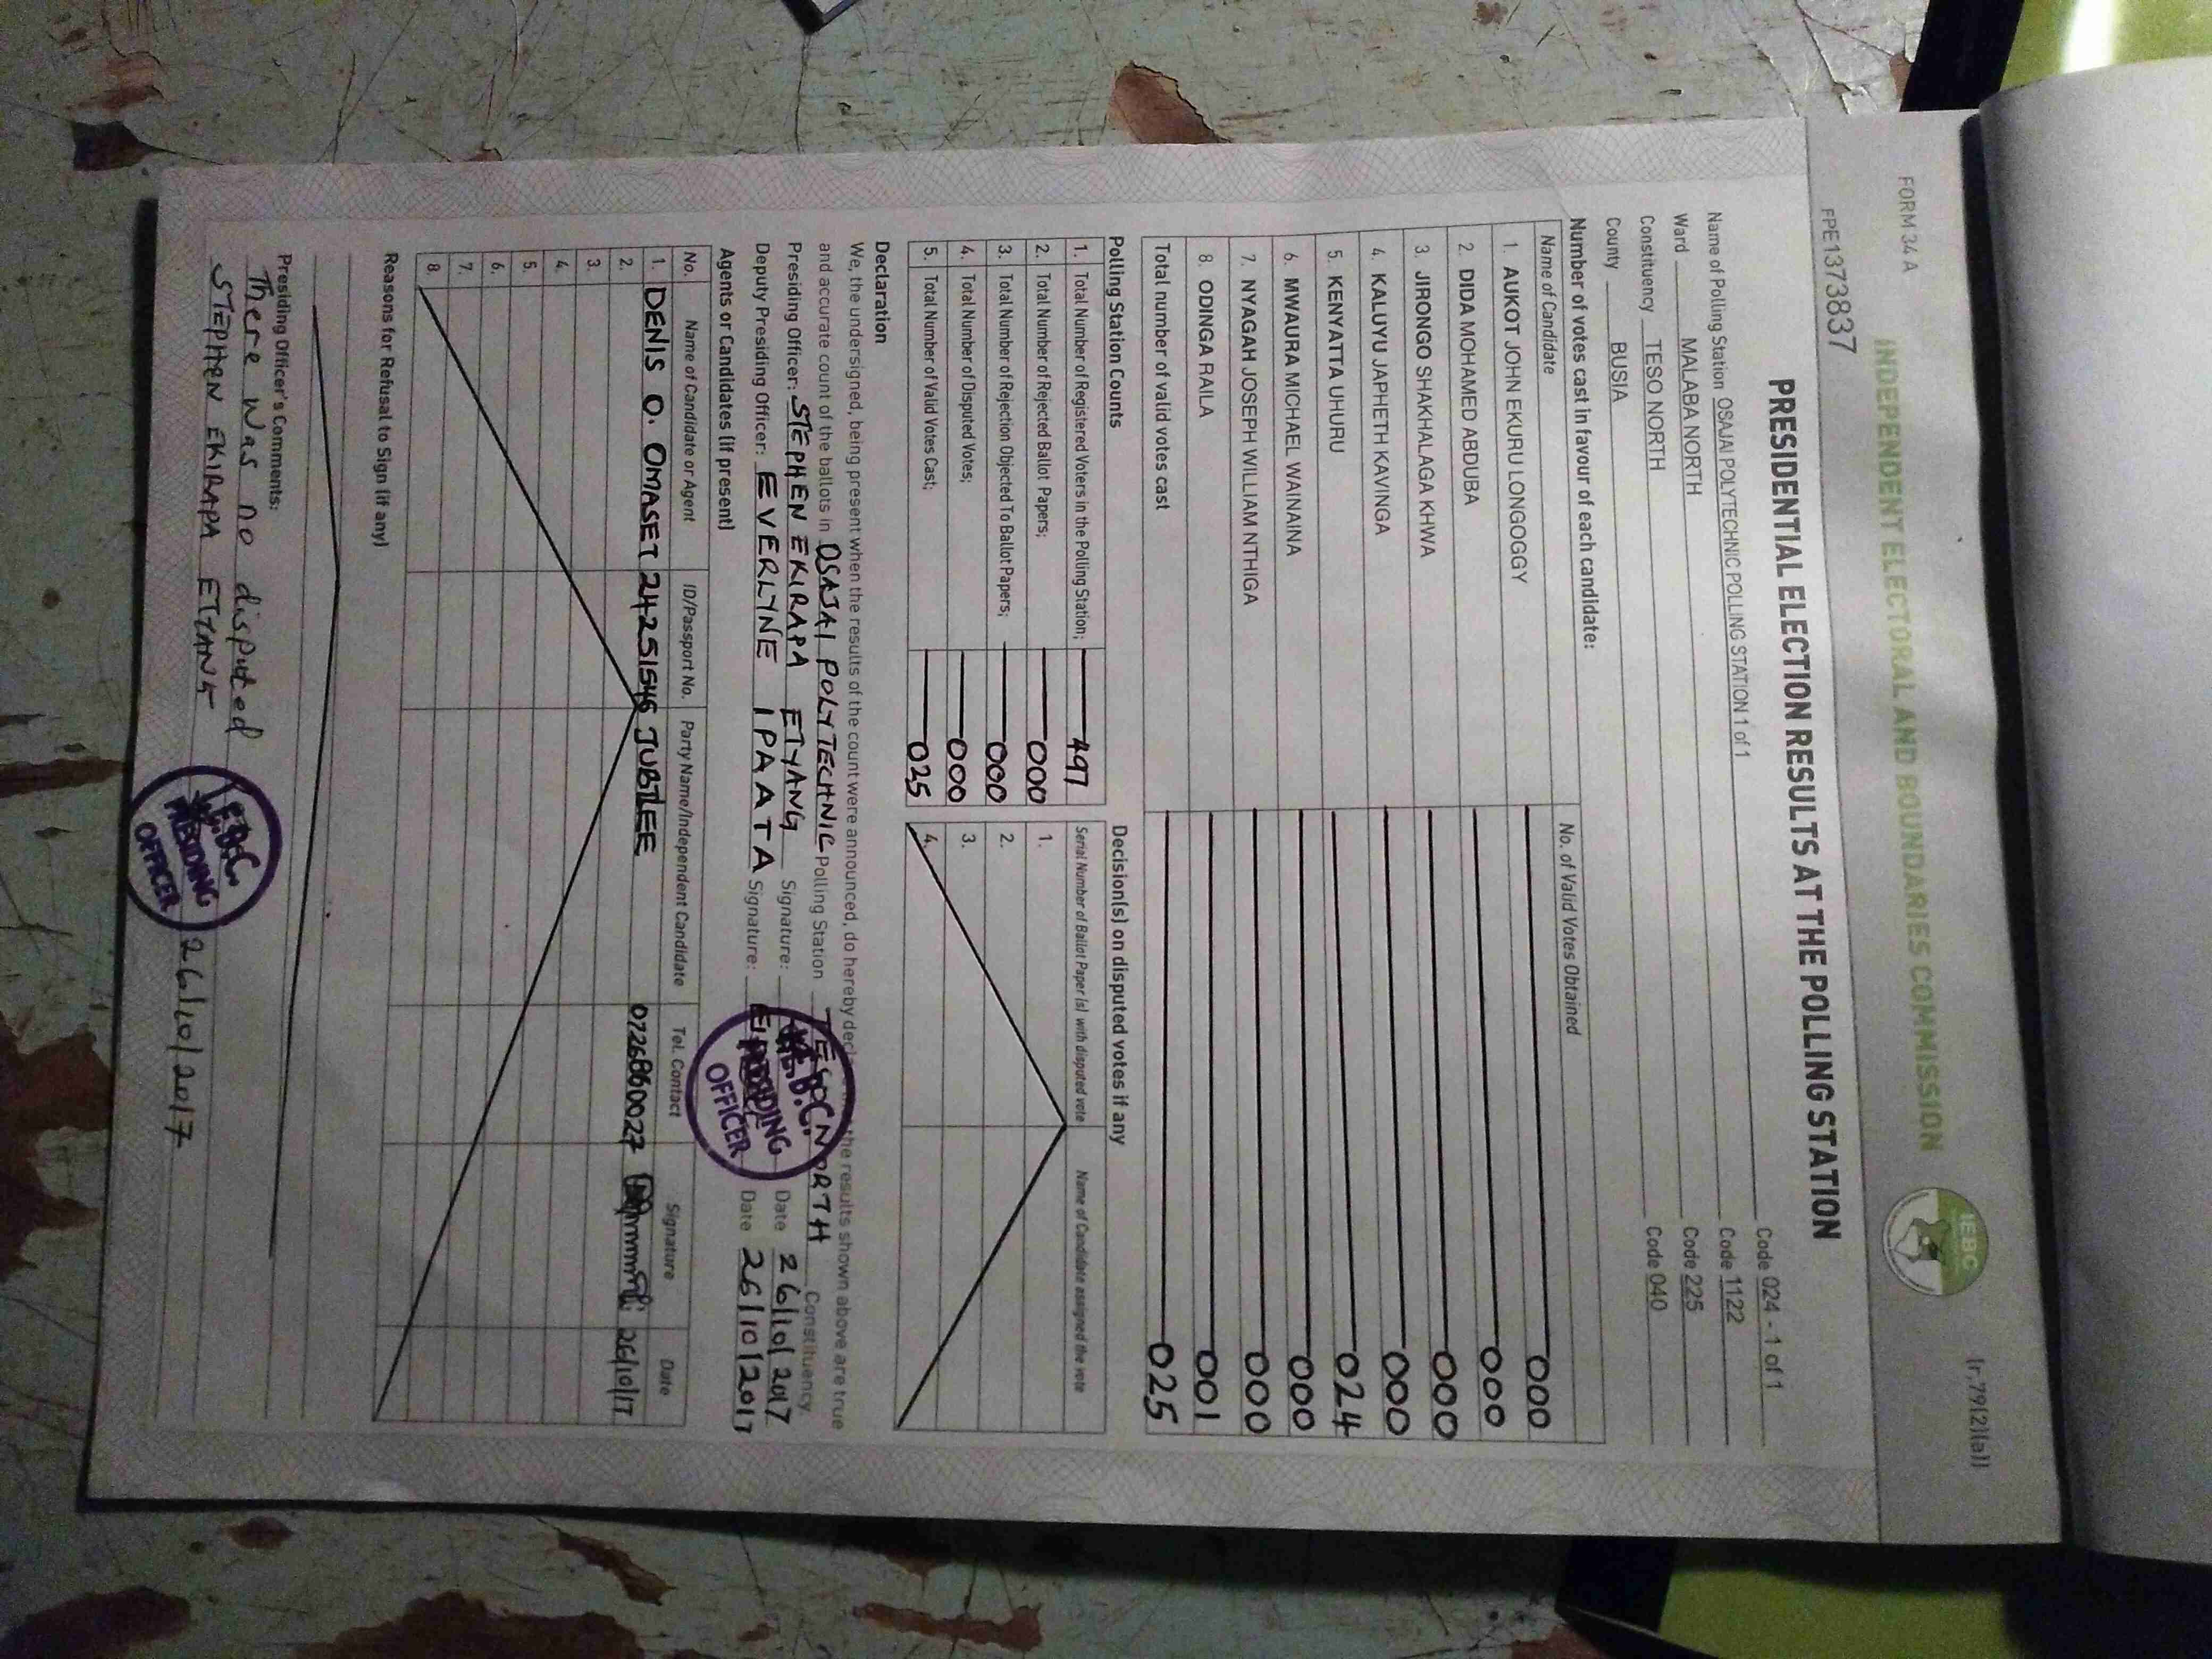 FORM 34 A
(r.79(2)(a))
INDEPENDENT ELECTORAL AND BOUNDARIES COMMISSION
IEBC
FPE1373837
PRESIDENTIAL ELECTION RESULTS AT THE POLLING STATION
Name of Polling Station OSAJAI POLYTECHNIC POLLING STATION 1 of 1 Code 024 - 1 of 1
Ward MALABA NORTH Code 1122
Constituency TESO NORTH Code 225
County BUSIA Code 040
Number of votes cast in favour of each candidate:
Name of Candidate No. of Valid Votes Obtained
1. AUKOT JOHN EKURU LONGOGGY 000
2. DIDA MOHAMED ABDUBA 000
3. JIRONGO SHAKHALAGA KHWA 000
4. KALUYU JAPHETH KAVINGA 000
5. KENYATTA UHURU 024
6. MWAURA MICHAEL WAINAINA 000
7. NYAGAH JOSEPH WILLIAM NTHIGA 000
8. ODINGA RAILA 001
Total number of valid votes cast 025
Polling Station Counts
1. Total Number of Registered Voters in the Polling Station; 497
2. Total Number of Rejected Ballot Papers; 000
3. Total Number of Rejection Objected To Ballot Papers; 000
4. Total Number of Disputed Votes; 000
5. Total Number of Valid Votes Cast; 025
Decision(s) on disputed votes if any
Serial Number of Ballot Paper (s) with disputed vote Name of Candidate assigned the vote
1.
2.
3.
4.
Declaration
We, the undersigned, being present when the results of the count were announced, do hereby the results shown above are true
and accurate count of the ballots in OSAJAI POLYTECHNIC Polling Station TESO NORTH Constituency.
Presiding Officer: STEPHEN EKIRAPA ETYANG Signature: Date 26/10/2017
Deputy Presiding Officer: EVERLYNE IPAATA Signature: Date 26/10/2017
I.E.B.C.
PRESIDING
OFFICER
Agents or Candidates (if present)
No. Name of Candidate or Agent ID/Passport No. Party Name/Independent Candidate Tel. Contact Signature Date
1. DENIS O. OMASET 24251546 JUBILEE 0726860027 26/10/17
2.
3.
4.
5.
6.
7.
8.
Reasons for Refusal to Sign (if any)
Presiding Officer's Comments:
There was no disputed
STEPHEN EKIRAPA ETYANG 26/10/2017
I.E.B.C.
PRESIDING
OFFICER